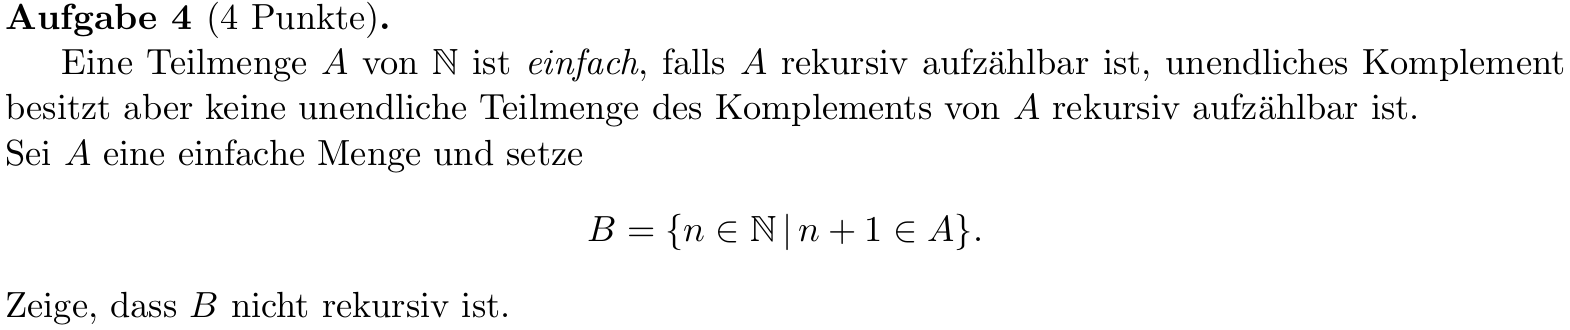 Aufgabe 4 (4 Punkte).
Eine Teilmenge A von ℕ ist einfach, falls A rekursiv aufzählbar ist, unendliches Komplement
besitzt aber keine unendliche Teilmenge des Komplements von A rekursiv aufzählbar ist.
Sei A eine einfache Menge und setze
B = {n ∈ ℕ | n + 1 ∈ A}.
Zeige, dass B nicht rekursiv ist.